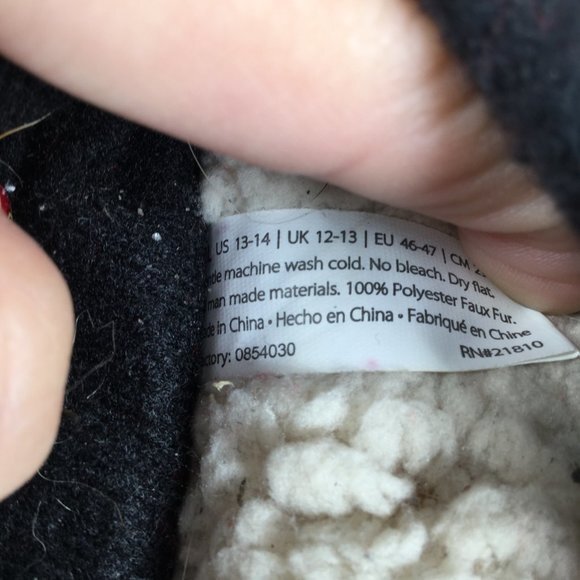 US 13-14 | UK 12-13 | EU 46-47 | CM
machine wash cold. No bleach. Dry flat.
man made materials. 100% Polyester Faux Fur.
in China • Hecho en China • Fabriqué en Chine
0854030
RN#21810